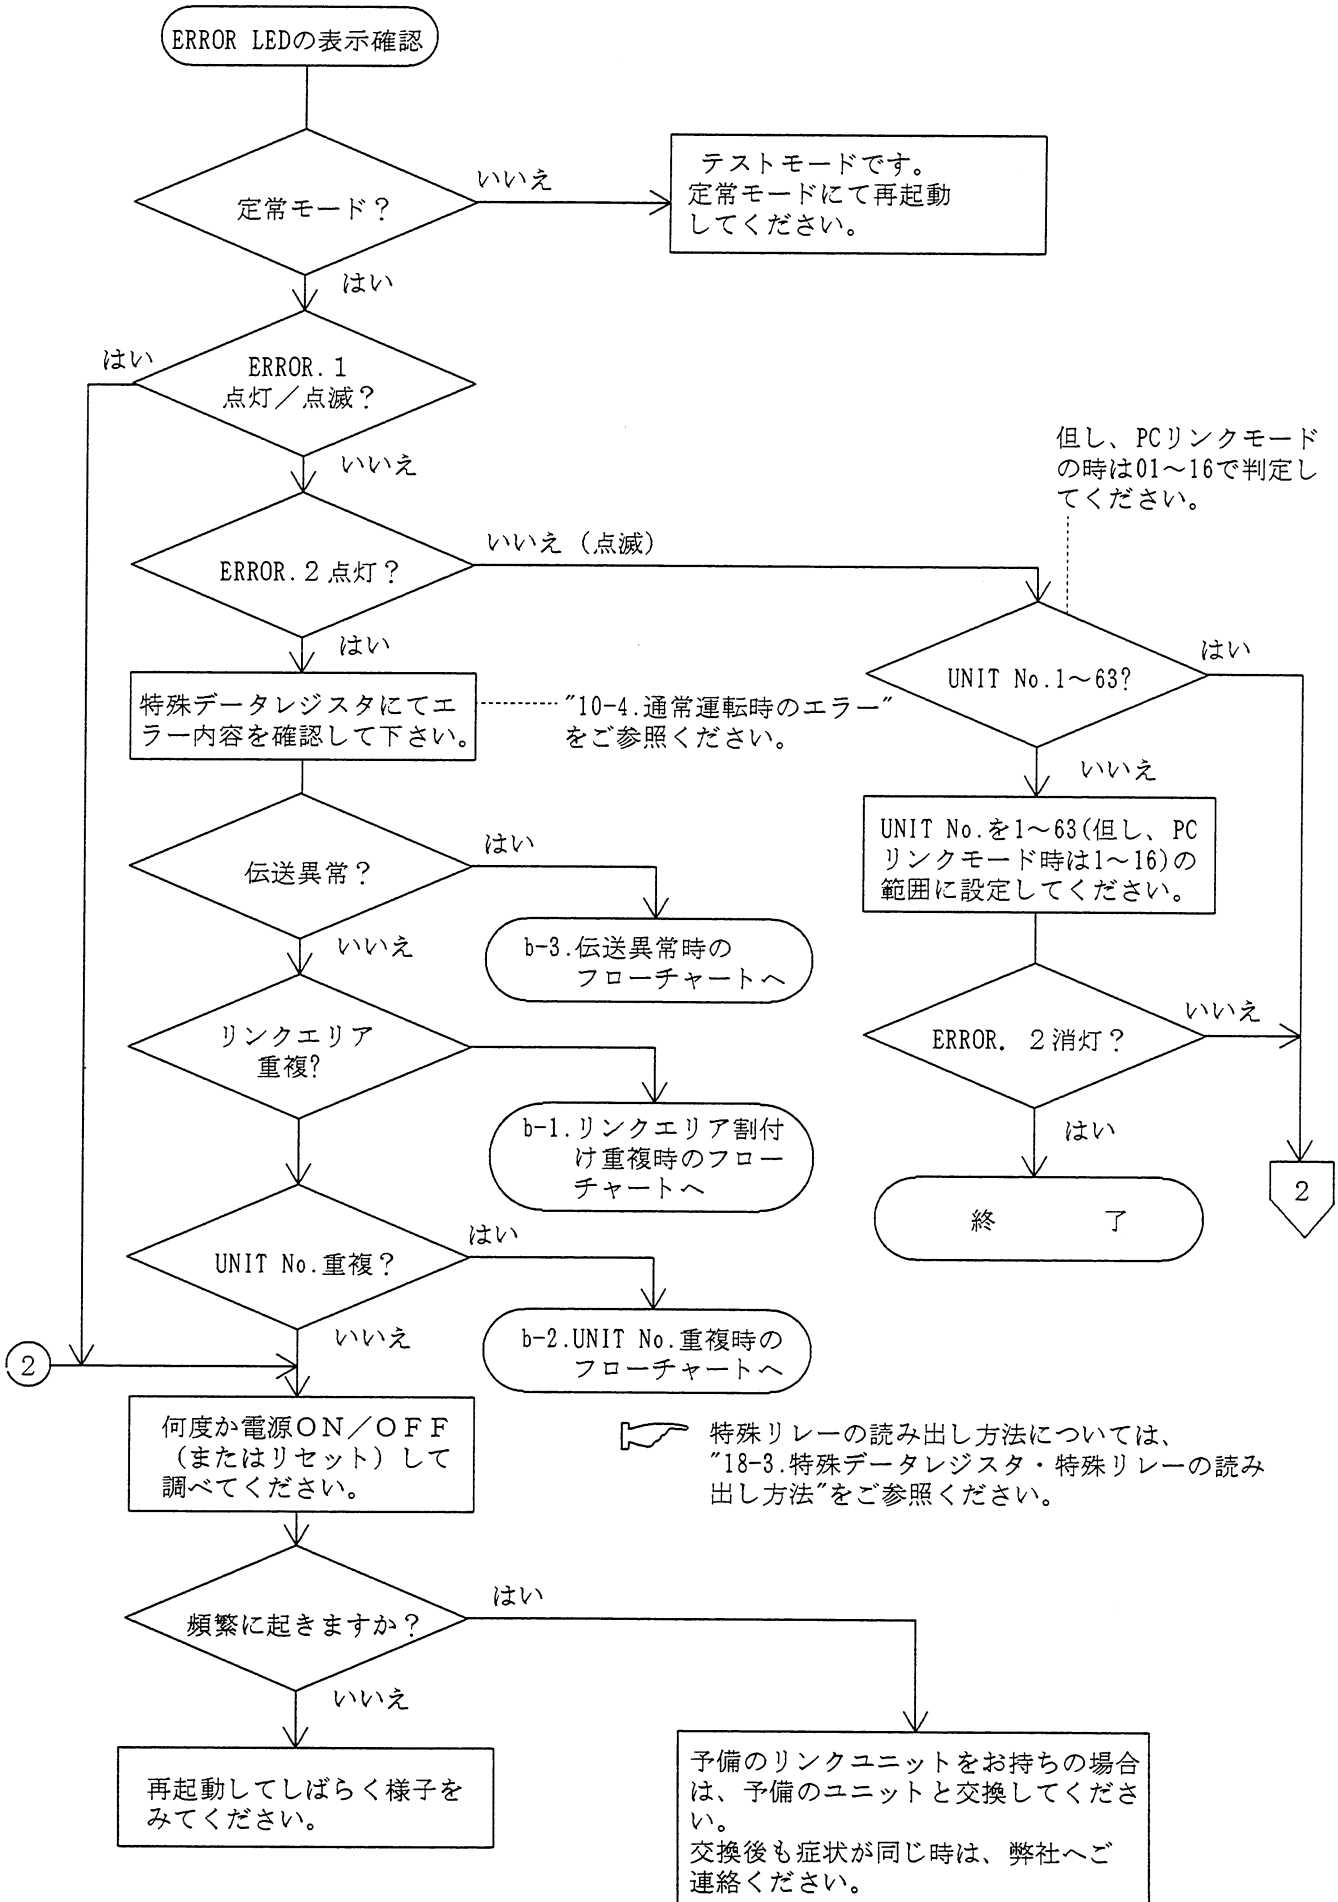 ERROR LEDの表示確認
定常モード?
いいえ
テストモードです。
定常モードにて再起動
してください。
はい
はい
ERROR.1
点灯/点滅?
いいえ
但し、PCリンクモード
の時は01~16で判定し
てください。
ERROR.2点灯?
いいえ(点滅)
はい
UNIT No.1~63?
はい
特殊データレジスタにてエ
ラー内容を確認して下さい。
"10-4.通常運転時のエラー"
をご参照ください。
いいえ
UNIT No.を1~63(但し、PC
リンクモード時は1~16)の
範囲に設定してください。
伝送異常?
はい
b-3.伝送異常時の
フローチャートへ
いいえ
リンクエリア
重複?
ERROR. 2消灯?
いいえ
b-1.リンクエリア割付
け重複時のフロー
チャートへ
はい
終 了
2
UNIT No.重複?
はい
b-2.UNIT No.重複時の
フローチャートへ
いいえ
2
何度か電源ON/OFF
(またはリセット)して
調べてください。
特殊リレーの読み出し方法については、
"18-3.特殊データレジスタ・特殊リレーの読み
出し方法"をご参照ください。
頻繁に起きますか?
はい
いいえ
再起動してしばらく様子を
みてください。
予備のリンクユニットをお持ちの場合
は、予備のユニットと交換してくださ
い。
交換後も症状が同じ時は、弊社へご
連絡ください。